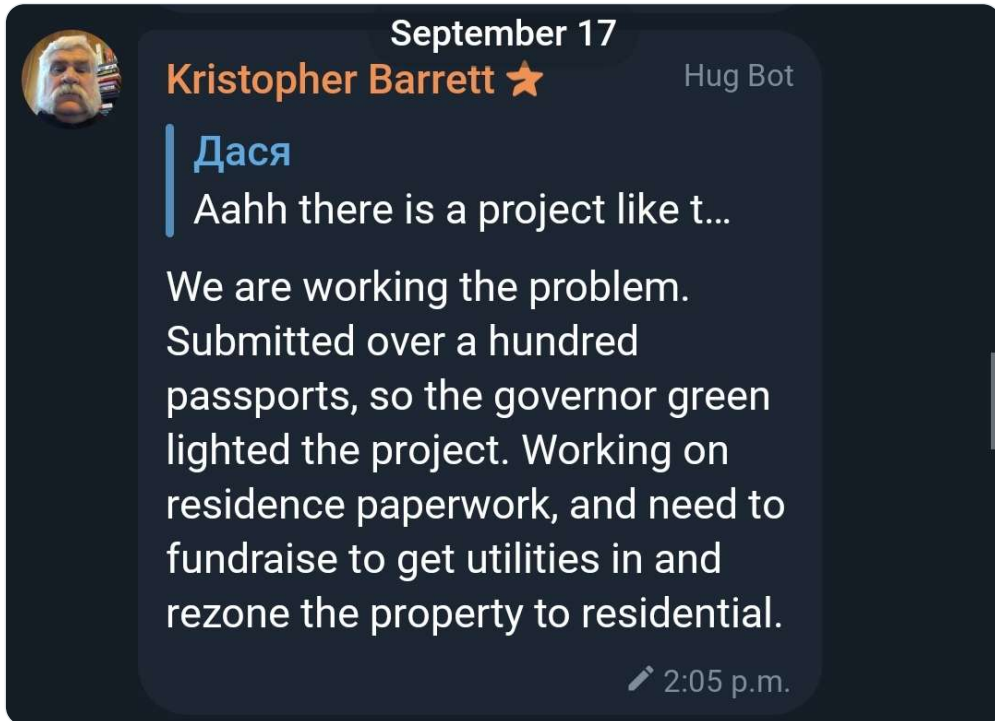 September 17
Kristopher Barrett
Hug Bot
Дася
Aahh there is a project like t...
We are working the problem.
Submitted over a hundred
passports, so the governor green
lighted the project. Working on
residence paperwork, and need to
fundraise to get utilities in and
rezone the property to residential.
2:05 p.m.